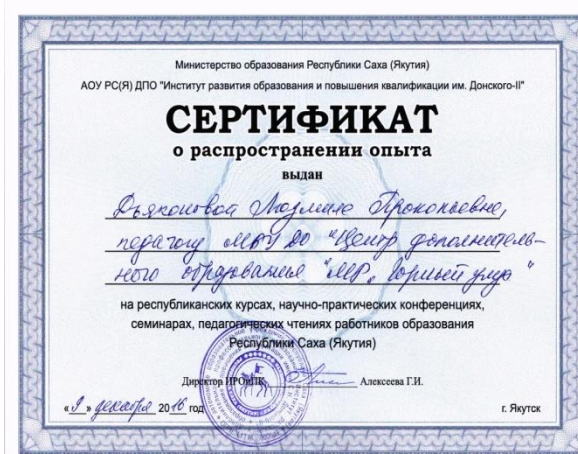 Министерство образования Республики Саха (Якутия)
АОУ РС(Я) ДПО "Институт развития образования и повышения квалификации им. Донского-II"
СЕРТИФИКАТ
о распространении опыта
выдан
Дьяконовой Людмиле Прокопьевне,
педагогу МБУ ДО "Центр дополнитель-
ного образования "МР „Горный улус"
на республиканских курсах, научно-практических конференциях,
семинарах, педагогических чтениях работников образования
Республики Саха (Якутия)
Директор ИРОиПК Алексеева Г.И.
«9» декабря 2016 год г. Якутск